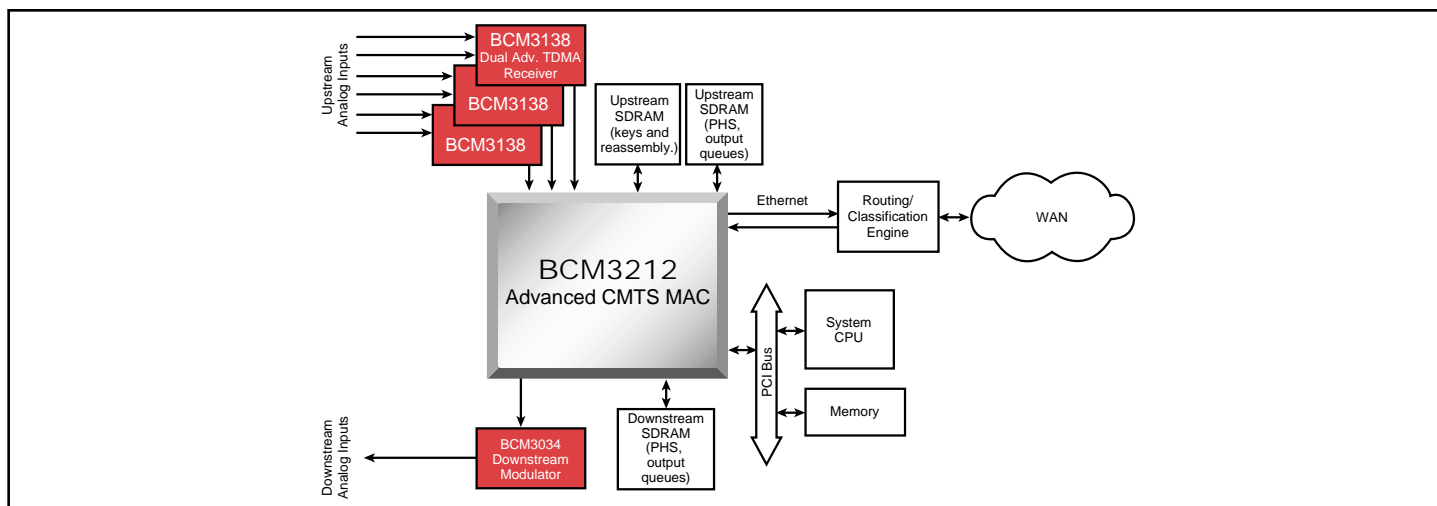 Upstream
Analog Inputs
BCM3138
Dual Adv. TDMA
Receiver
BCM3138
BCM3138
Upstream
SDRAM
(keys and
reassembly.)
Upstream
SDRAM
(PHS,
output
queues)
Ethernet
Routing/
Classification
Engine
WAN
BCM3212
Advanced CMTS MAC
PCI Bus
System
CPU
Memory
Downstream
Analog Inputs
BCM3034
Downstream
Modulator
Downstream
SDRAM
(PHS,
output
queues)